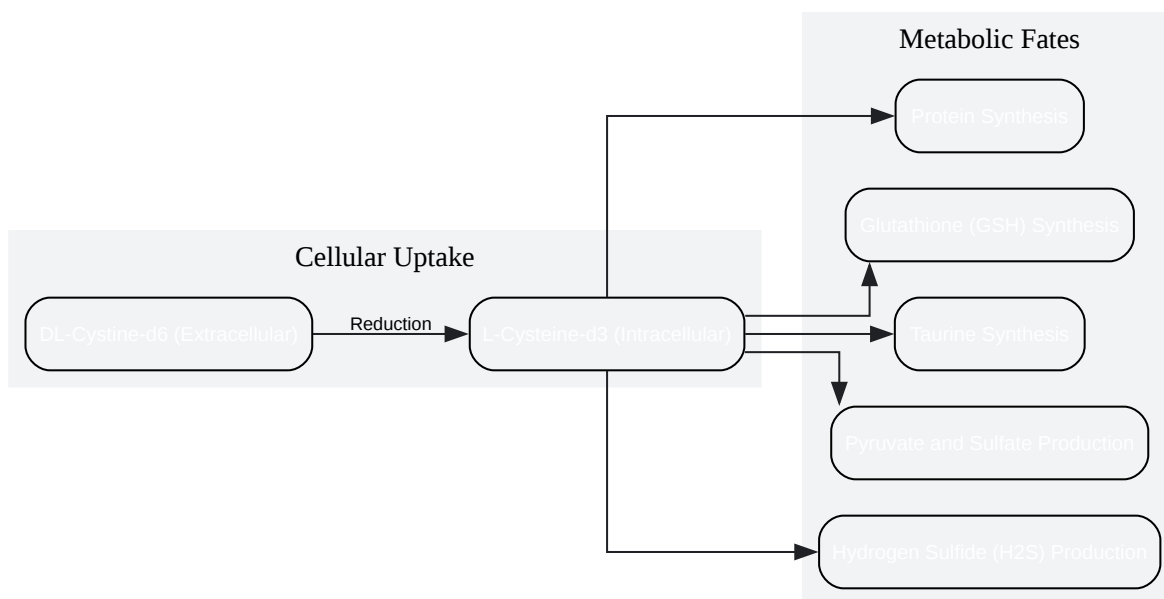 Metabolic Fates
Protein Synthesis
Glutathione (GSH) Synthesis
Cellular Uptake
DL-Cystine-d6 (Extracellular)
Reduction
L-Cysteine-d3 (Intracellular)
Taurine Synthesis
Pyruvate and Sulfate Production
Hydrogen Sulfide (H2S) Production